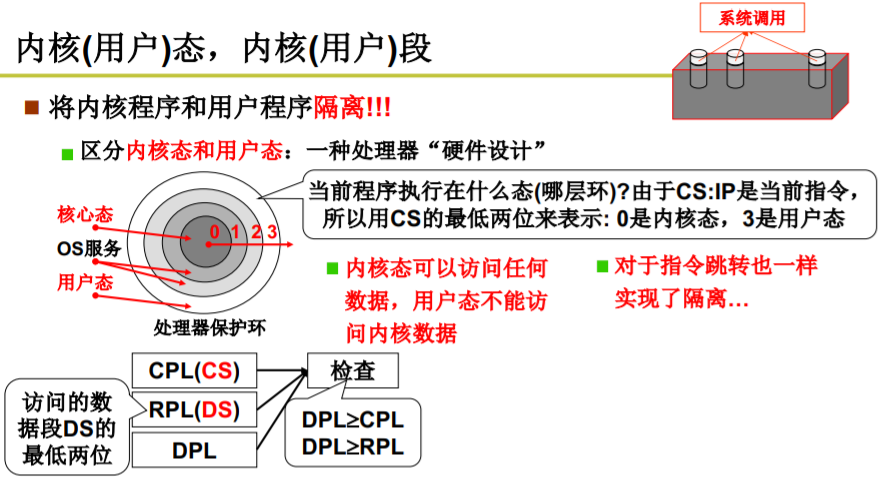 系统调用
内核(用户)态，内核(用户)段
将内核程序和用户程序隔离!!!
区分内核态和用户态：一种处理器“硬件设计”
当前程序执行在什么态(哪层环)?由于CS:IP是当前指令，
所以用CS的最低两位来表示: 0是内核态，3是用户态
核心态
OS服务
用户态
0 1 2 3
处理器保护环
内核态可以访问任何
数据，用户态不能访
问内核数据
对于指令跳转也一样
实现了隔离…
CPL(CS)
RPL(DS)
DPL
检查
访问的数
据段DS的
最低两位
DPL≥CPL
DPL≥RPL